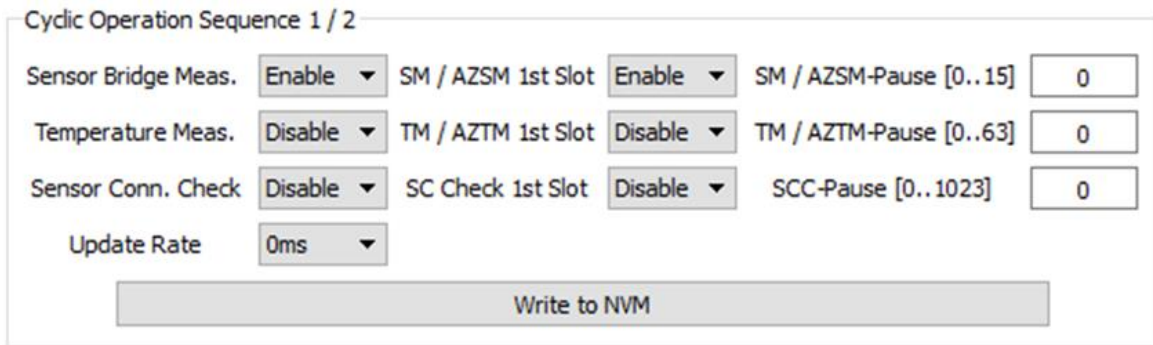 Cyclic Operation Sequence 1 / 2
Sensor Bridge Meas. Enable SM / AZSM 1st Slot Enable SM / AZSM-Pause [0..15] 0
Temperature Meas. Disable TM / AZTM 1st Slot Disable TM / AZTM-Pause [0..63] 0
Sensor Conn. Check Disable SC Check 1st Slot Disable SCC-Pause [0..1023] 0
Update Rate 0ms
Write to NVM